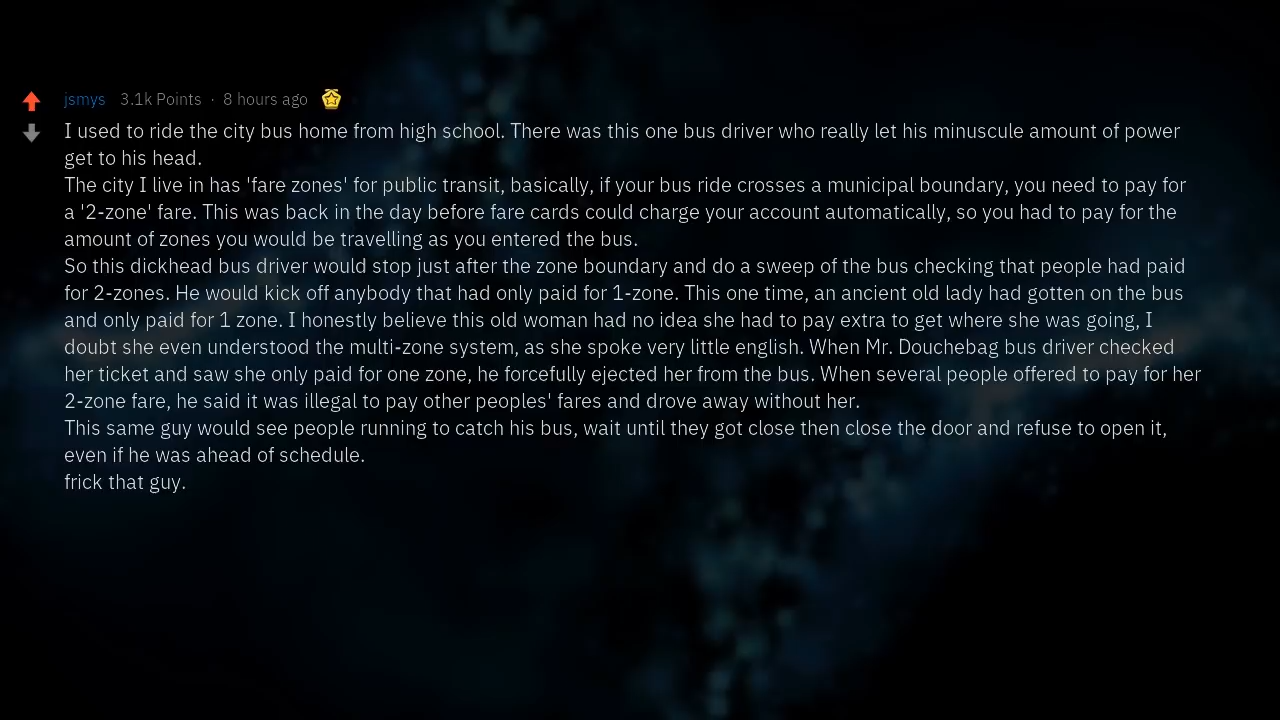 jsmys 3.1k Points · 8 hours ago
I used to ride the city bus home from high school. There was this one bus driver who really let his minuscule amount of power
get to his head.
The city I live in has 'fare zones' for public transit, basically, if your bus ride crosses a municipal boundary, you need to pay for
a '2-zone' fare. This was back in the day before fare cards could charge your account automatically, so you had to pay for the
amount of zones you would be travelling as you entered the bus.
So this dickhead bus driver would stop just after the zone boundary and do a sweep of the bus checking that people had paid
for 2-zones. He would kick off anybody that had only paid for 1-zone. This one time, an ancient old lady had gotten on the bus
and only paid for 1 zone. I honestly believe this old woman had no idea she had to pay extra to get where she was going, I
doubt she even understood the multi-zone system, as she spoke very little english. When Mr. Douchebag bus driver checked
her ticket and saw she only paid for one zone, he forcefully ejected her from the bus. When several people offered to pay for her
2-zone fare, he said it was illegal to pay other peoples' fares and drove away without her.
This same guy would see people running to catch his bus, wait until they got close then close the door and refuse to open it,
even if he was ahead of schedule.
frick that guy.